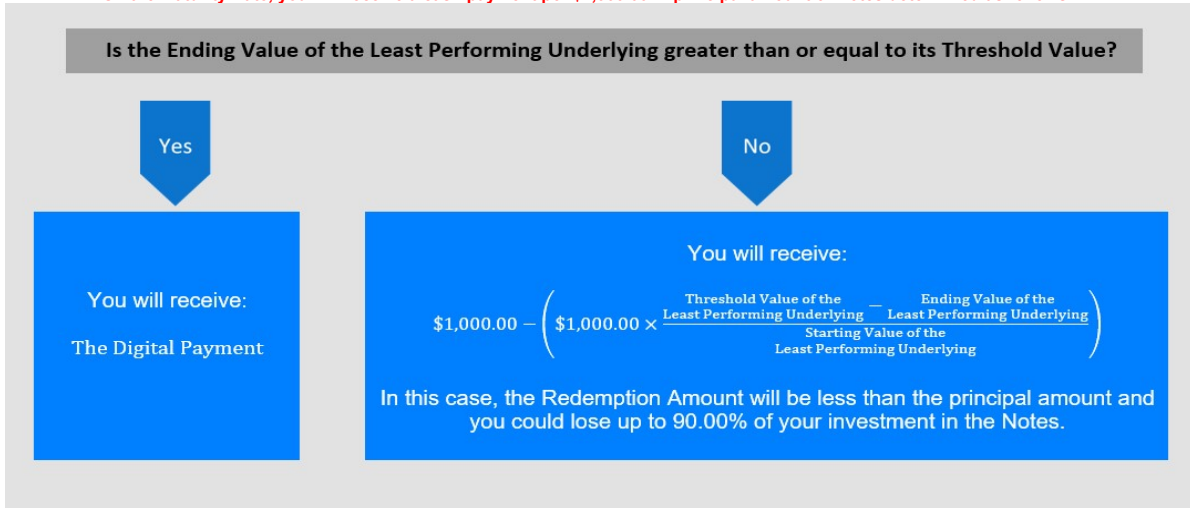 Is the Ending Value of the Least Performing Underlying greater than or equal to its Threshold Value?
Yes
No
You will receive:
The Digital Payment
You will receive:
$1,000.00 − ( $1,000.00 × (Threshold Value of the Least Performing Underlying − Ending Value of the Least Performing Underlying) / Starting Value of the Least Performing Underlying )
In this case, the Redemption Amount will be less than the principal amount and
you could lose up to 90.00% of your investment in the Notes.